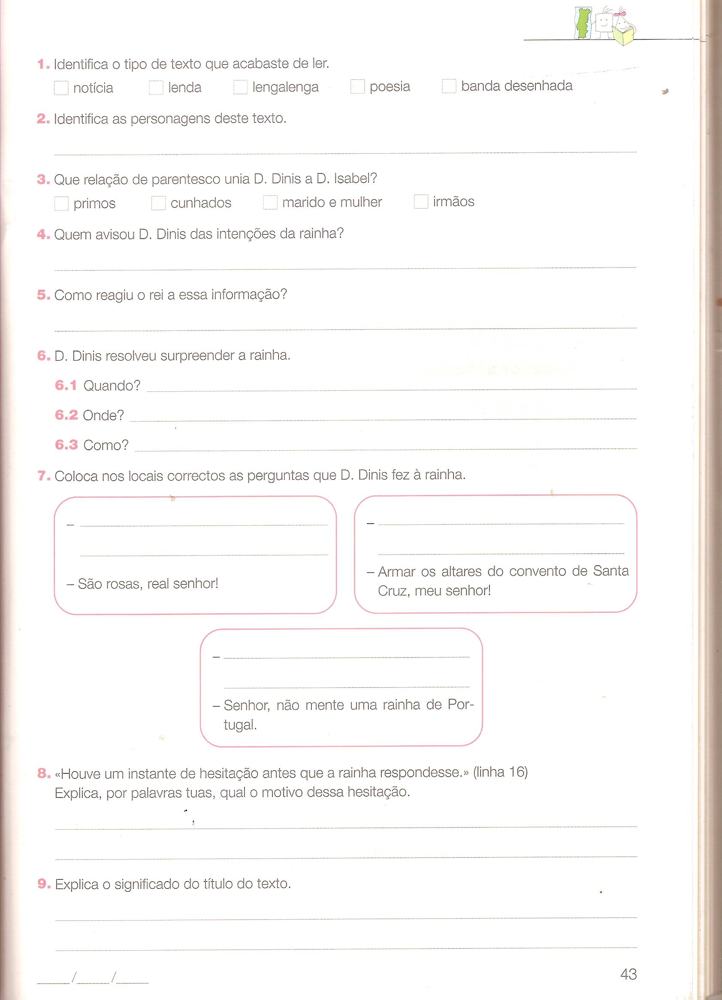 1. Identifica o tipo de texto que acabaste de ler.
notícia lenda lengalenga poesia banda desenhada
2. Identifica as personagens deste texto.
3. Que relação de parentesco unia D. Dinis a D. Isabel?
primos cunhados marido e mulher irmãos
4. Quem avisou D. Dinis das intenções da rainha?
5. Como reagiu o rei a essa informação?
6. D. Dinis resolveu surpreender a rainha.
6.1 Quando?
6.2 Onde?
6.3 Como?
7. Coloca nos locais correctos as perguntas que D. Dinis fez à rainha.
–
– São rosas, real senhor!
–
– Armar os altares do convento de Santa
Cruz, meu senhor!
–
– Senhor, não mente uma rainha de Por-
tugal.
8. «Houve um instante de hesitação antes que a rainha respondesse.» (linha 16)
Explica, por palavras tuas, qual o motivo dessa hesitação.
9. Explica o significado do título do texto.
____/____/____
43